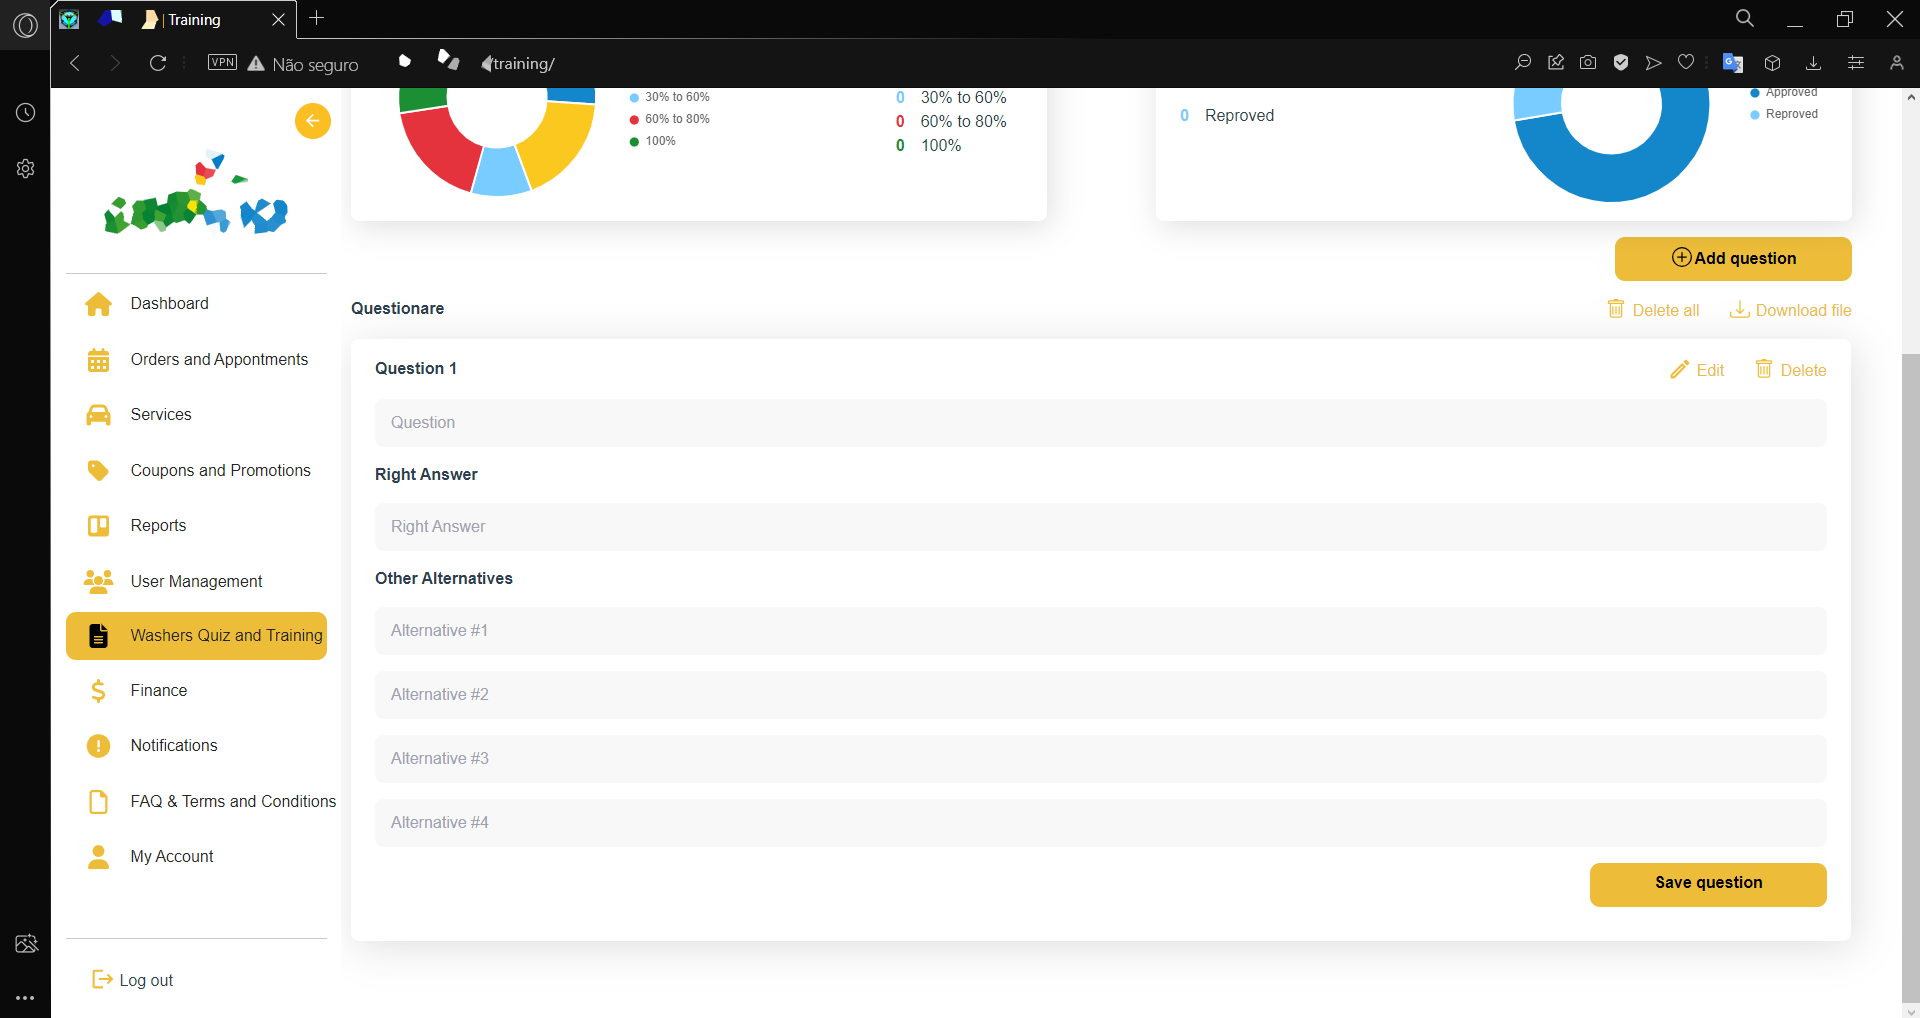 | Training
VPN
Não seguro
/training/
30% to 60%
60% to 80%
100%
0 30% to 60%
0 60% to 80%
0 100%
0 Reproved
Approved
Reproved
Add question
Questionare
Delete all
Download file
Dashboard
Orders and Appontments
Services
Coupons and Promotions
Reports
User Management
Washers Quiz and Training
Finance
Notifications
FAQ & Terms and Conditions
My Account
Log out
Question 1
Edit
Delete
Question
Right Answer
Right Answer
Other Alternatives
Alternative #1
Alternative #2
Alternative #3
Alternative #4
Save question